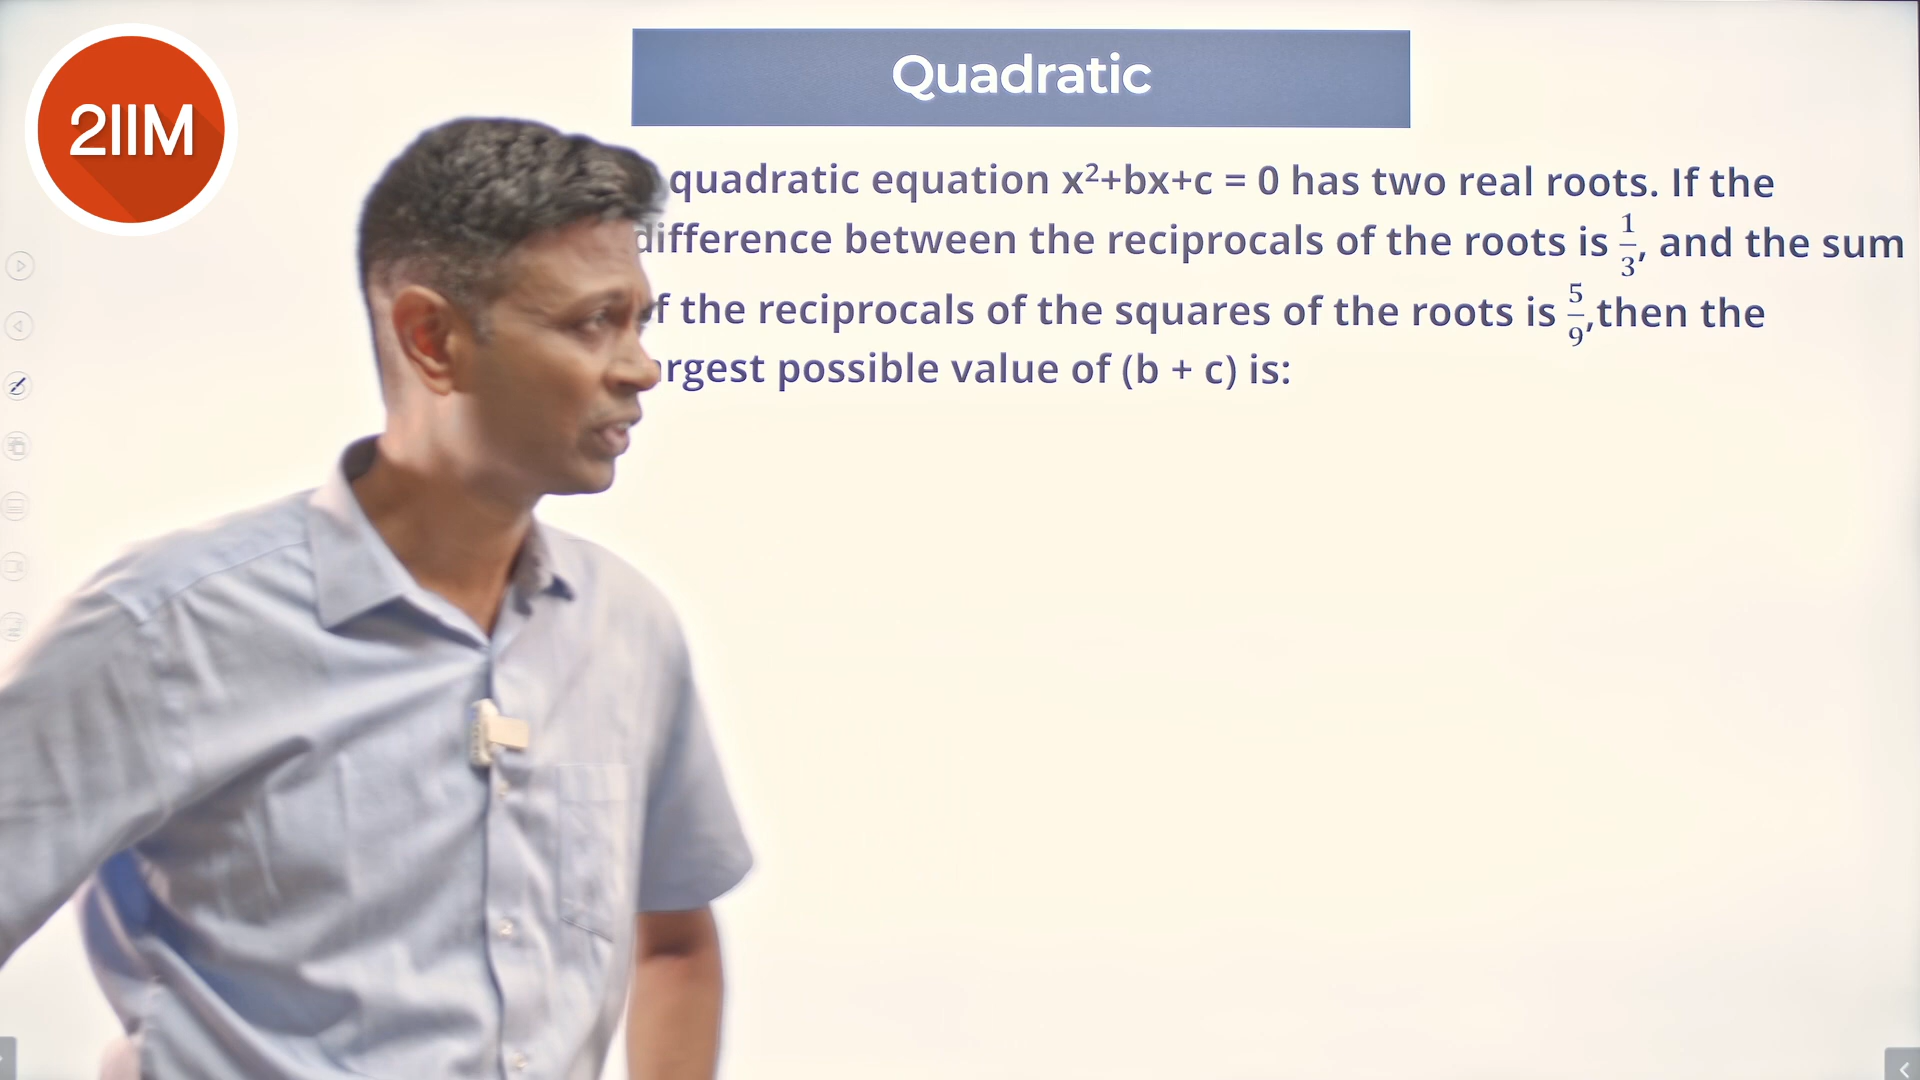 2IIM
Quadratic
quadratic equation x²+bx+c = 0 has two real roots. If the
difference between the reciprocals of the roots is 1/3, and the sum
f the reciprocals of the squares of the roots is 5/9,then the
argest possible value of (b + c) is: